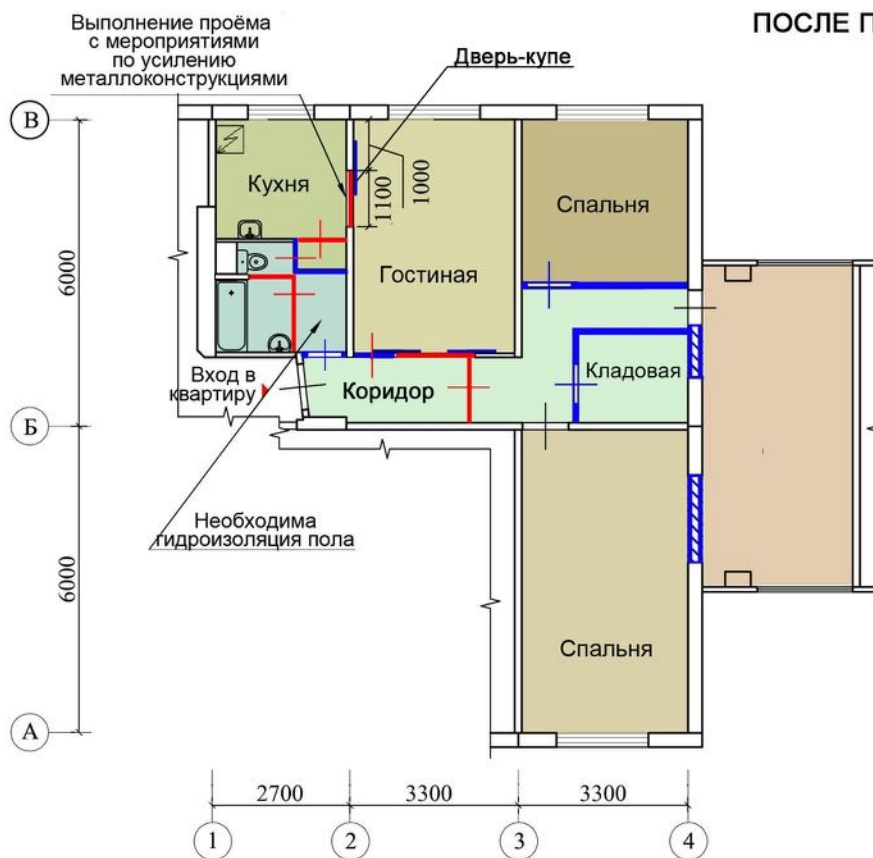 ПОСЛЕ П
Выполнение проёма
с мероприятиями
по усилению
металлоконструкциями
Дверь-купе
В
Кухня
1100
1000
Спальня
Гостиная
6000
Вход в
квартиру
Коридор
Кладовая
Б
Необходима
гидроизоляция пола
6000
Спальня
А
2700
3300
3300
1
2
3
4